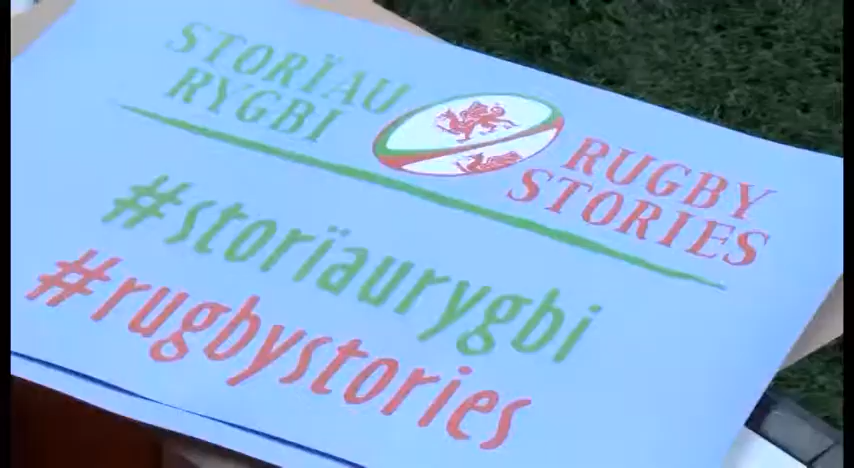 STORÏAU
RYGBI
RUGBY
STORIES
#storïaurygbi
#rugbystories